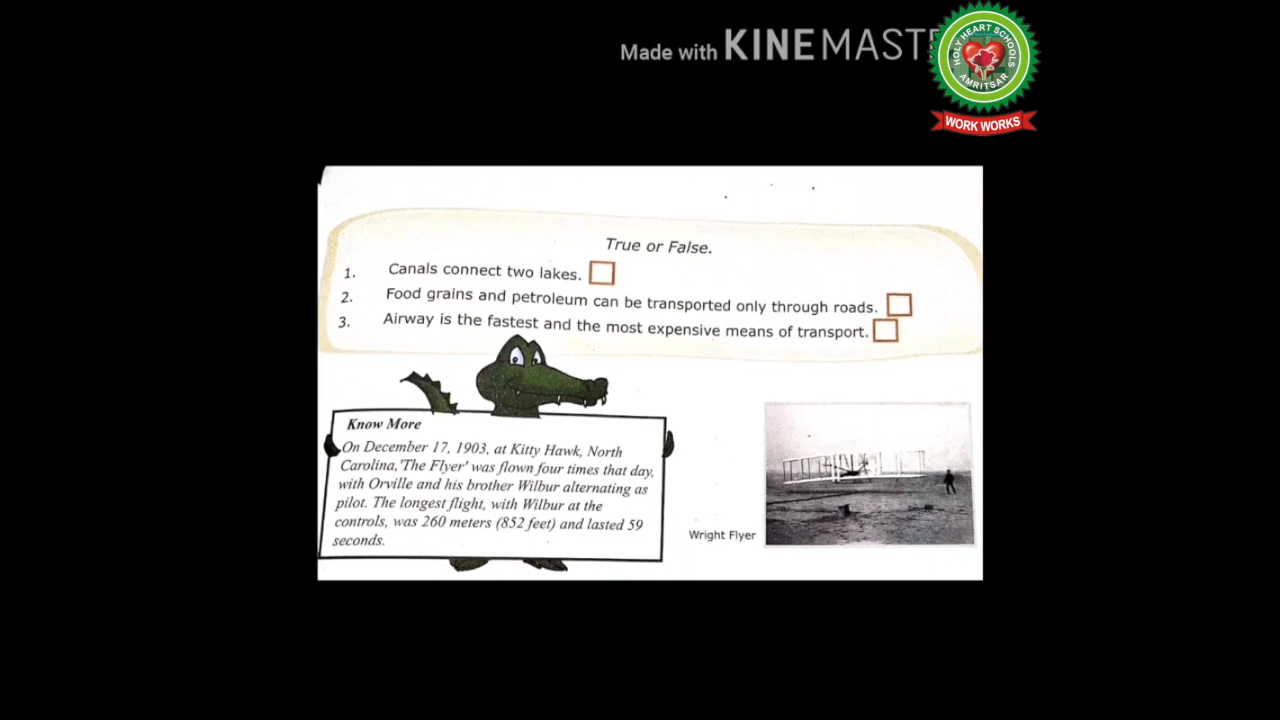 Made with KINEMAST
HOLY HEART SCHOOLS
AMRITSAR
WORK WORKS
True or False.
1. Canals connect two lakes.
2. Food grains and petroleum can be transported only through roads.
3. Airway is the fastest and the most expensive means of transport.
Know More
On December 17, 1903, at Kitty Hawk, North
Carolina, 'The Flyer' was flown four times that day,
with Orville and his brother Wilbur alternating as
pilot. The longest flight, with Wilbur at the
controls, was 260 meters (852 feet) and lasted 59
seconds.
Wright Flyer